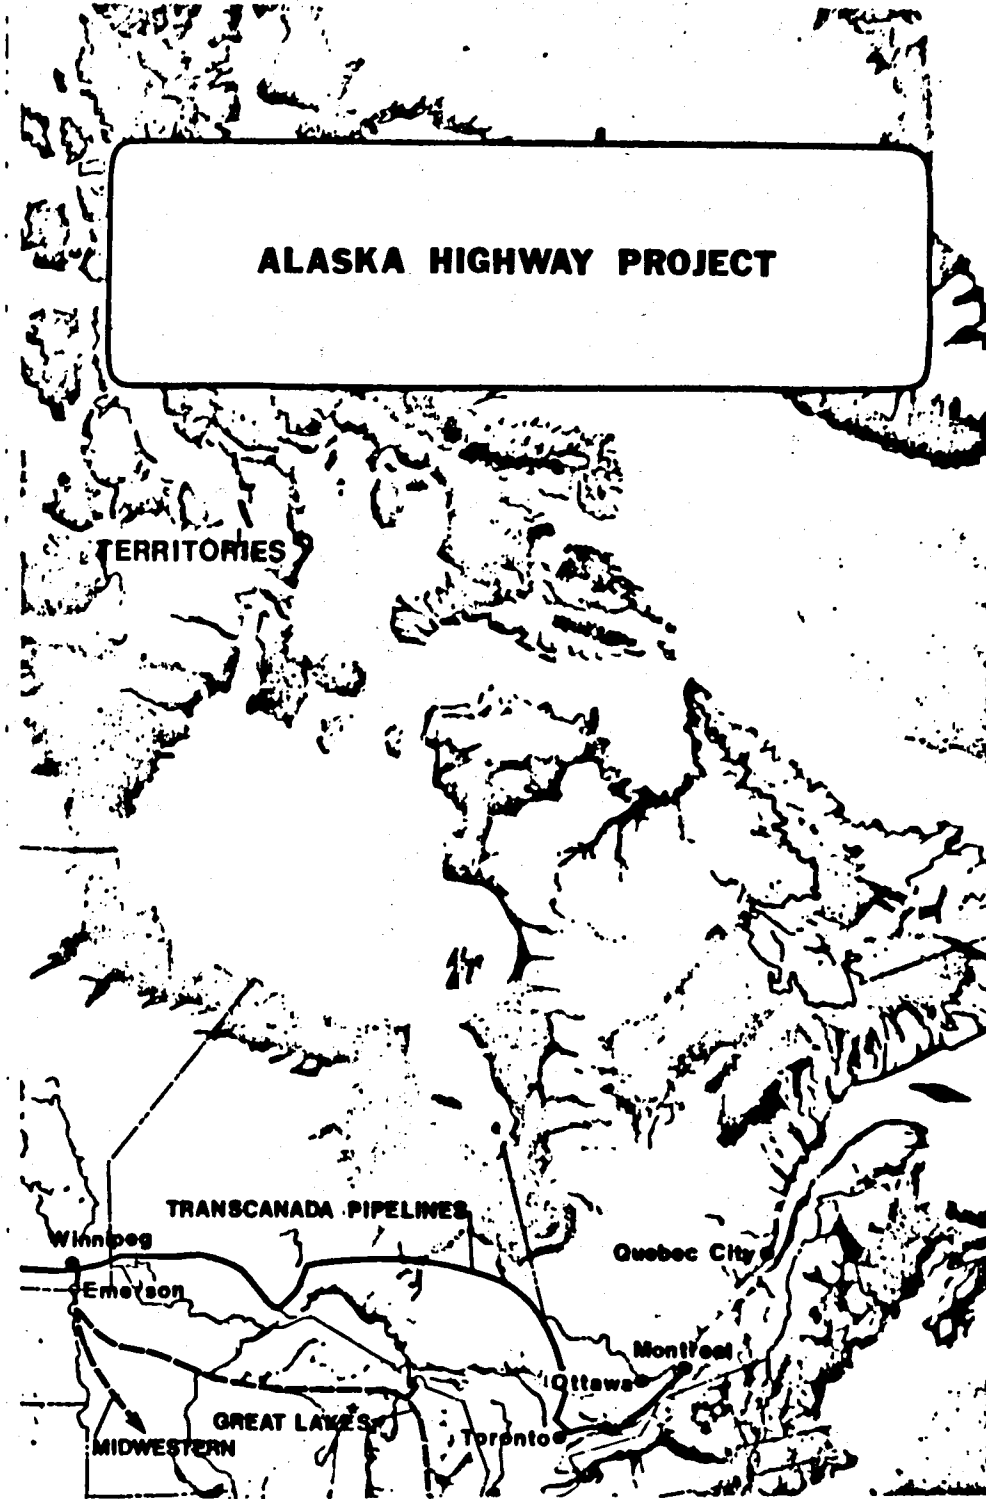 ALASKA HIGHWAY PROJECT
TERRITORIES
TRANSCANADA PIPELINES
Winnipeg
Quebec City
Emerson
Montreal
Ottawa
GREAT LAKES
Toronto
MIDWESTERN